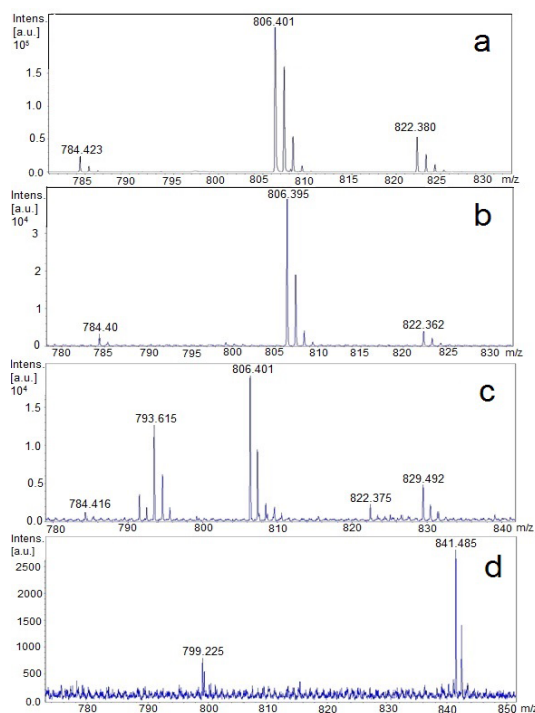 Intens.
[a.u.]
10⁵
806.401
a
1.5
1.0
0.5
0.0
784.423
822.380
785 790 795 800 805 810 815 820 825 830 m/z
Intens.
[a.u.]
10⁴
806.395
b
3
2
1
0
784.40
822.362
780 785 790 795 800 805 810 815 820 825 830 m/z
Intens.
[a.u.]
10⁴
806.401
c
1.5
793.615
1.0
0.5
0.0
784.416
822.375
829.492
780 790 800 810 820 830 840 m/z
Intens.
[a.u.]
841.485
d
2500
2000
1500
1000
500
0
799.225
780 790 800 810 820 830 840 850 m/z